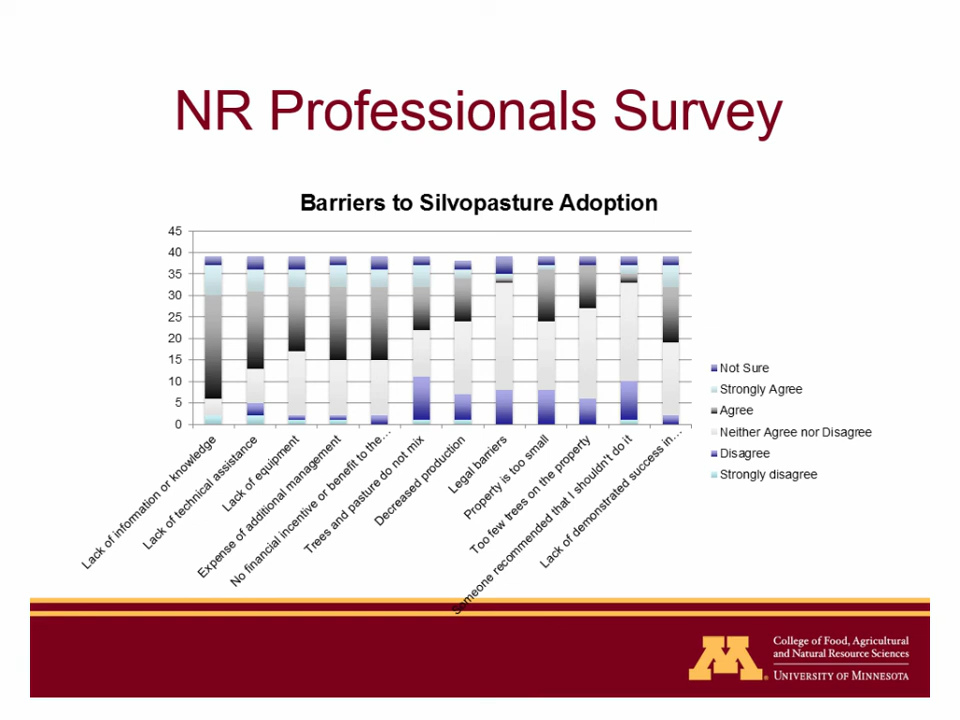 NR Professionals Survey
Barriers to Silvopasture Adoption
45
40
35
30
25
20
15
10
5
0
Lack of information or knowledge
Lack of technical assistance
Lack of equipment
Expense of additional management
No financial incentive or benefit to the…
Trees and pasture do not mix
Decreased production
Legal barriers
Property is too small
Too few trees on the property
Someone recommended that I shouldn't do it
Lack of demonstrated success in…
Not Sure
Strongly Agree
Agree
Neither Agree nor Disagree
Disagree
Strongly disagree
M
College of Food, Agricultural
and Natural Resource Sciences
University of Minnesota